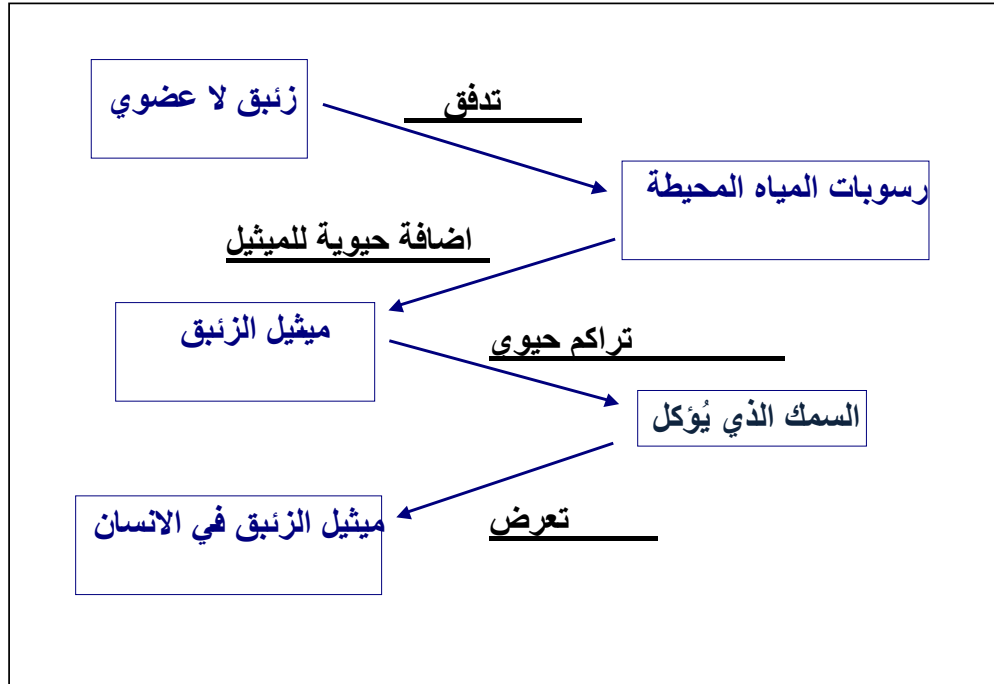 زئبق لا عضوي
تدفق
رسوبات المياه المحيطة
اضافة حيوية للميثيل
ميثيل الزئبق
تراكم حيوي
السمك الذي يُؤكل
تعرض
ميثيل الزئبق في الانسان